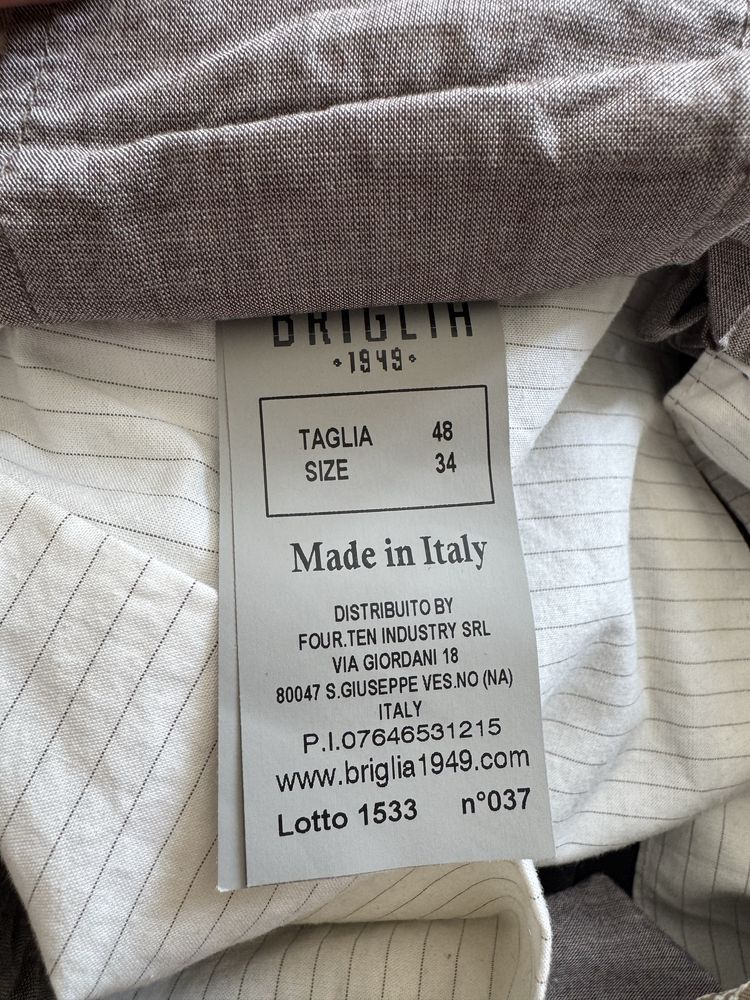 BRIGLIA
•1949•
TAGLIA 48
SIZE 34
Made in Italy
DISTRIBUITO BY
FOUR.TEN INDUSTRY SRL
VIA GIORDANI 18
80047 S.GIUSEPPE VES.NO (NA)
ITALY
P.I.07646531215
www.briglia1949.com
Lotto 1533 n°037